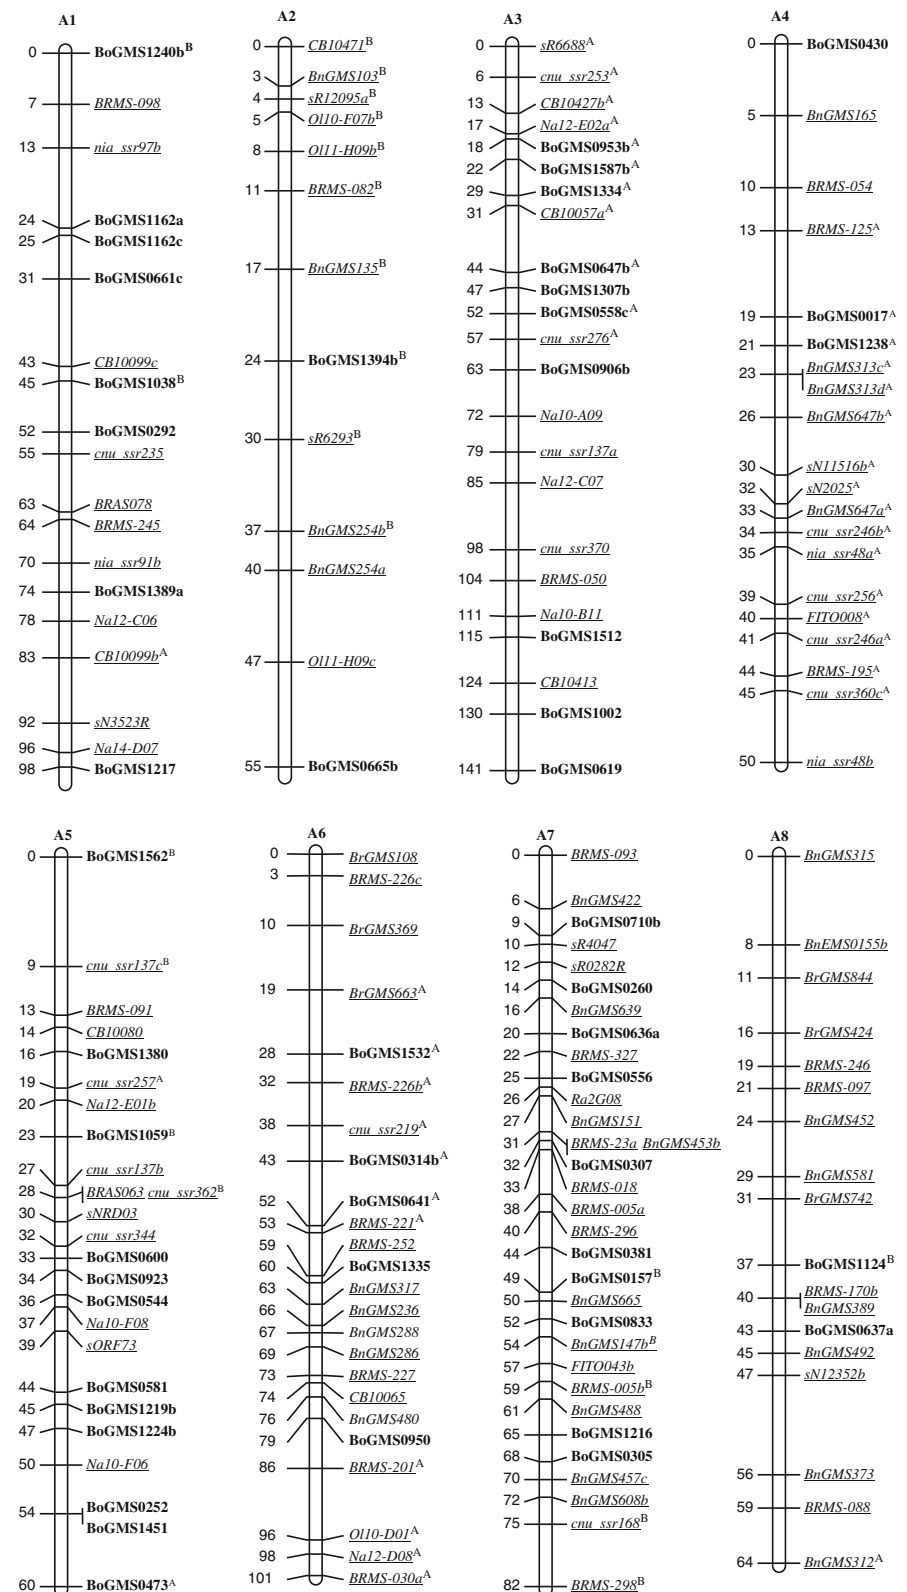 A1
0 BoGMS1240b^B
7 BRMS-098
13 nia_ssr97b
24 BoGMS1162a
25 BoGMS1162c
31 BoGMS0661c
43 CB10099c
45 BoGMS1038^B
52 BoGMS0292
55 cnu_ssr235
63 BRAS078
64 BRMS-245
70 nia_ssr91b
74 BoGMS1389a
78 Na12-C06
83 CB10099b^A
92 sN3523R
96 Na14-D07
98 BoGMS1217
A2
0 CB10471^B
3 BnGMS103^B
4 sR12095a^B
5 Ol10-F07b^B
8 Ol11-H09b^B
11 BRMS-082^B
17 BnGMS135^B
24 BoGMS1394b^B
30 sR6293^B
37 BnGMS254b^B
40 BnGMS254a
47 Ol11-H09c
55 BoGMS0665b
A3
0 sR6688^A
6 cnu_ssr253^A
13 CB10427b^A
17 Na12-E02a^A
18 BoGMS0953b^A
22 BoGMS1587b^A
29 BoGMS1334^A
31 CB10057a^A
44 BoGMS0647b^A
47 BoGMS1307b
52 BoGMS0558c^A
57 cnu_ssr276^A
63 BoGMS0906b
72 Na10-A09
79 cnu_ssr137a
85 Na12-C07
98 cnu_ssr370
104 BRMS-050
111 Na10-B11
115 BoGMS1512
124 CB10413
130 BoGMS1002
141 BoGMS0619
A4
0 BoGMS0430
5 BnGMS165
10 BRMS-054
13 BRMS-125^A
19 BoGMS0017^A
21 BoGMS1238^A
23 BnGMS313c^A
BnGMS313d^A
26 BnGMS647b^A
30 sN11516b^A
32 sN2025^A
33 BnGMS647a^A
34 cnu_ssr246b^A
35 nia_ssr48a^A
39 cnu_ssr256^A
40 FITO008^A
41 cnu_ssr246a^A
44 BRMS-195^A
45 cnu_ssr360c^A
50 nia_ssr48b
A5
0 BoGMS1562^B
9 cnu_ssr137c^B
13 BRMS-091
14 CB10080
16 BoGMS1380
19 cnu_ssr257^A
20 Na12-E01b
23 BoGMS1059^B
27 cnu_ssr137b
28 BRAS063 cnu_ssr362^B
30 sNRD03
32 cnu_ssr344
33 BoGMS0600
34 BoGMS0923
36 BoGMS0544
37 Na10-F08
39 sORF73
44 BoGMS0581
45 BoGMS1219b
47 BoGMS1224b
50 Na10-F06
54 BoGMS0252
BoGMS1451
60 BoGMS0473^A
A6
0 BrGMS108
3 BRMS-226c
10 BrGMS369
19 BrGMS663^A
28 BoGMS1532^A
32 BRMS-226b^A
38 cnu_ssr219^A
43 BoGMS0314b^A
52 BoGMS0641^A
53 BRMS-221^A
59 BRMS-252
60 BoGMS1335
63 BnGMS317
66 BnGMS236
67 BnGMS288
69 BnGMS286
73 BRMS-227
74 CB10065
76 BnGMS480
79 BoGMS0950
86 BRMS-201^A
96 Ol10-D01^A
98 Na12-D08^A
101 BRMS-030a^A
A7
0 BRMS-093
6 BnGMS422
9 BoGMS0710b
10 sR4047
12 sR0282R
14 BoGMS0260
16 BnGMS639
20 BoGMS0636a
22 BRMS-327
25 BoGMS0556
26 Ra2G08
27 BnGMS151
31 BRMS-23a BnGMS453b
32 BoGMS0307
33 BRMS-018
38 BRMS-005a
40 BRMS-296
44 BoGMS0381
49 BoGMS0157^B
50 BnGMS665
52 BoGMS0833
54 BnGMS147b^B
57 FITO043b
59 BRMS-005b^B
61 BnGMS488
65 BoGMS1216
68 BoGMS0305
70 BnGMS457c
72 BnGMS608b
75 cnu_ssr168^B
82 BRMS-298^B
A8
0 BnGMS315
8 BnEMS0155b
11 BrGMS844
16 BrGMS424
19 BRMS-246
21 BRMS-097
24 BnGMS452
29 BnGMS581
31 BrGMS742
37 BoGMS1124^B
40 BRMS-170b
BnGMS389
43 BoGMS0637a
45 BnGMS492
47 sN12352b
56 BnGMS373
59 BRMS-088
64 BnGMS312^A